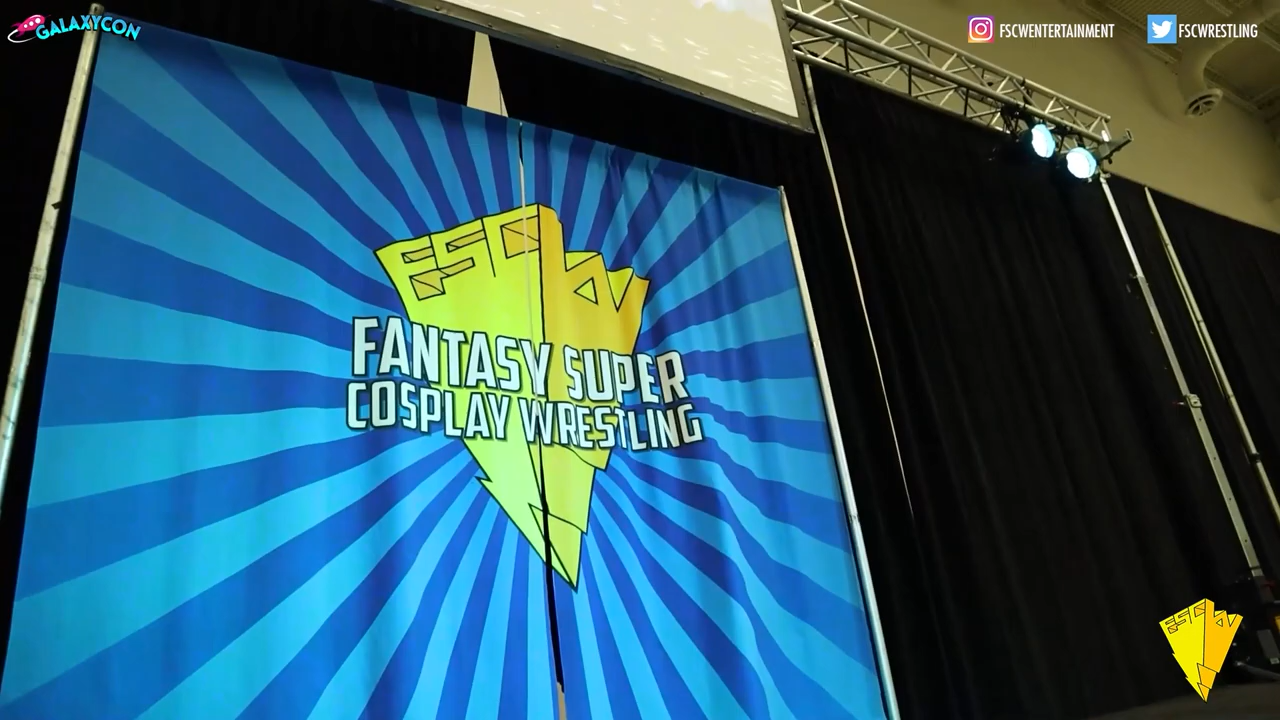 GALAXYCON
FSCWENTERTAINMENT
FSCWRESTLING
FSCW
FANTASY SUPER
COSPLAY WRESTLING
FSCW